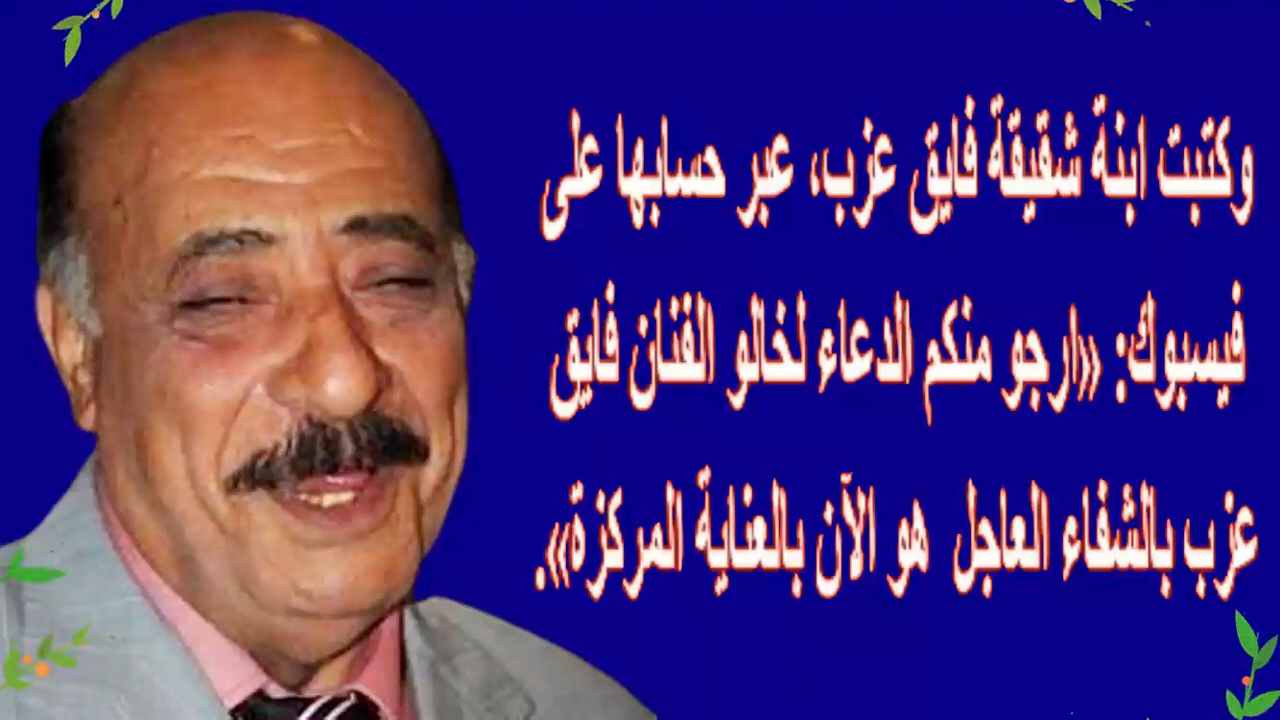 وكتبت ابنة شقيقة فايق عزب، عبر حسابها على
فيسبوك: «ارجو منكم الدعاء لخالو الفنان فايق
عزب بالشفاء العاجل هو الآن بالعناية المركزة».